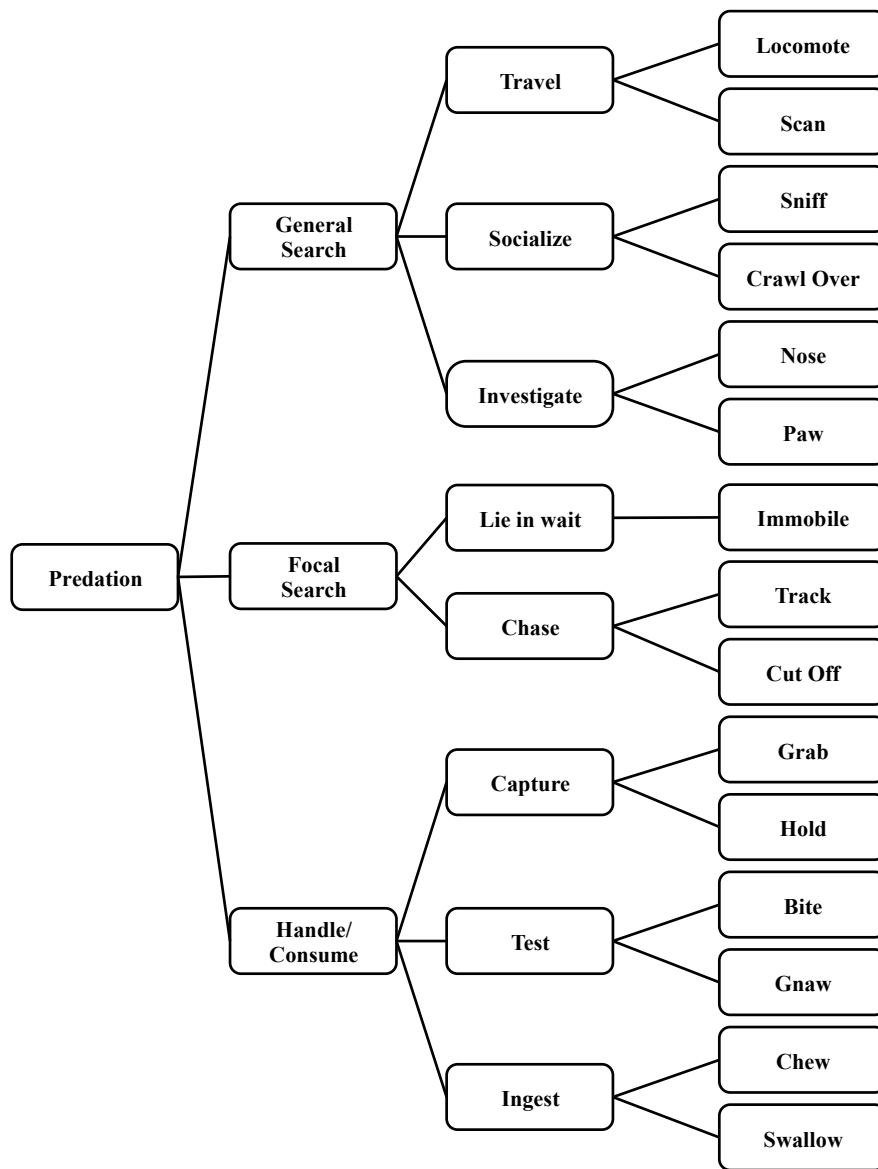 Locomote
Travel
Scan
Sniff
General
Search
Socialize
Crawl Over
Nose
Investigate
Paw
Lie in wait
Immobile
Predation
Focal
Search
Track
Chase
Cut Off
Grab
Capture
Hold
Bite
Handle/
Consume
Test
Gnaw
Chew
Ingest
Swallow